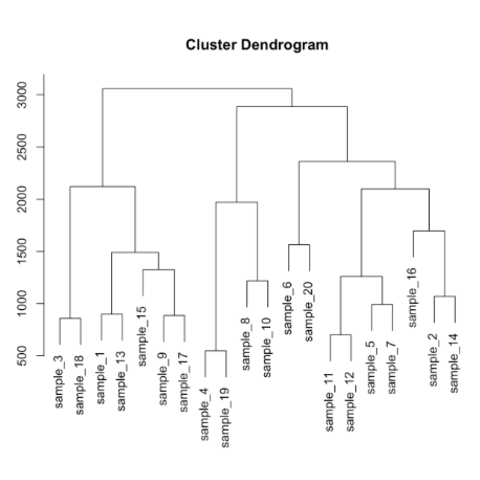 Cluster Dendrogram
3000
2500
2000
1500
1000
500
sample_3
sample_18
sample_1
sample_13
sample_15
sample_9
sample_17
sample_4
sample_19
sample_8
sample_10
sample_6
sample_20
sample_11
sample_12
sample_5
sample_7
sample_16
sample_2
sample_14